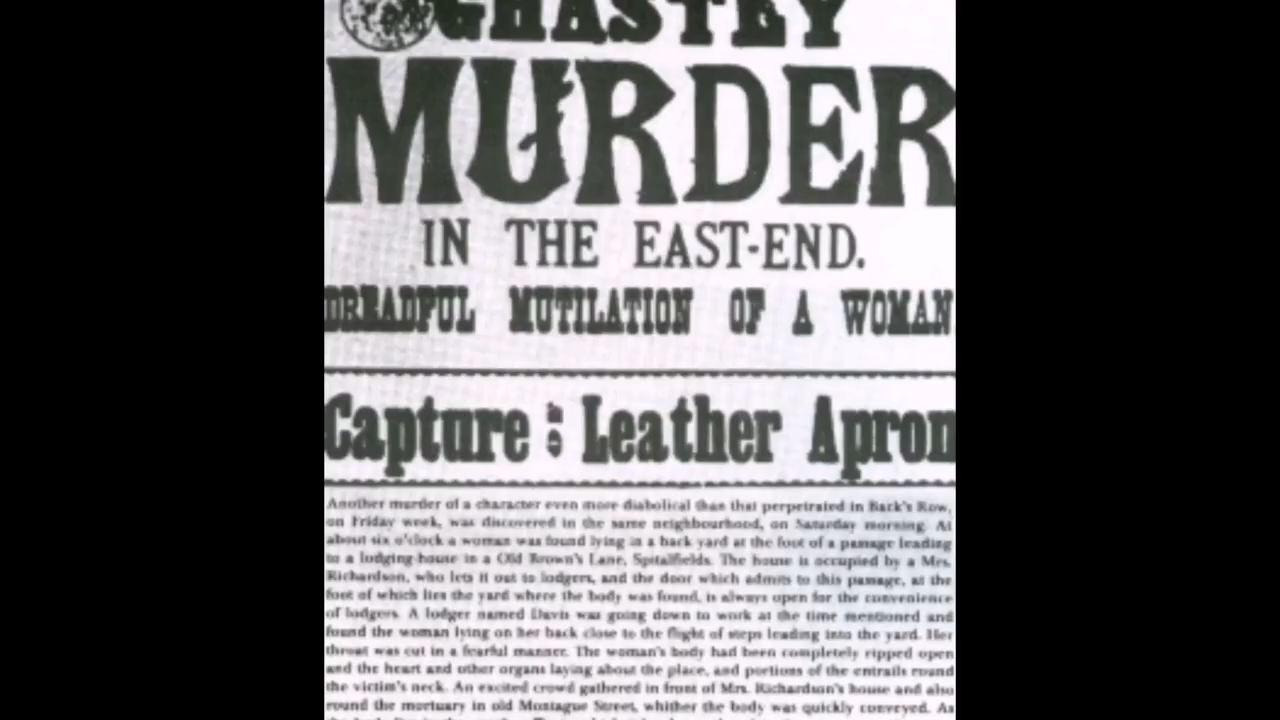 GHASTLY
MURDER
IN THE EAST-END.
DREADFUL MUTILATION OF A WOMAN
Capture : Leather Apron
Another murder of a character even more diabolical than that perpetrated in Back's Row,
on Friday week, was discovered in the same neighbourhood, on Saturday morning. At
about six o'clock a woman was found lying in a back yard at the foot of a passage leading
to a lodging-house in a Old Brown's Lane, Spitalfields. The house is occupied by a Mrs.
Richardson, who lets it out to lodgers, and the door which admits to this passage, at the
foot of which lies the yard where the body was found, is always open for the convenience
of lodgers. A lodger named Davis was going down to work at the time mentioned and
found the woman lying on her back close to the flight of steps leading into the yard. Her
throat was cut in a fearful manner. The woman's body had been completely ripped open
and the heart and other organs laying about the place, and portions of the entrails round
the victim's neck. An excited crowd gathered in front of Mrs. Richardson's house and also
round the mortuary in old Montague Street, whither the body was quickly conveyed. As